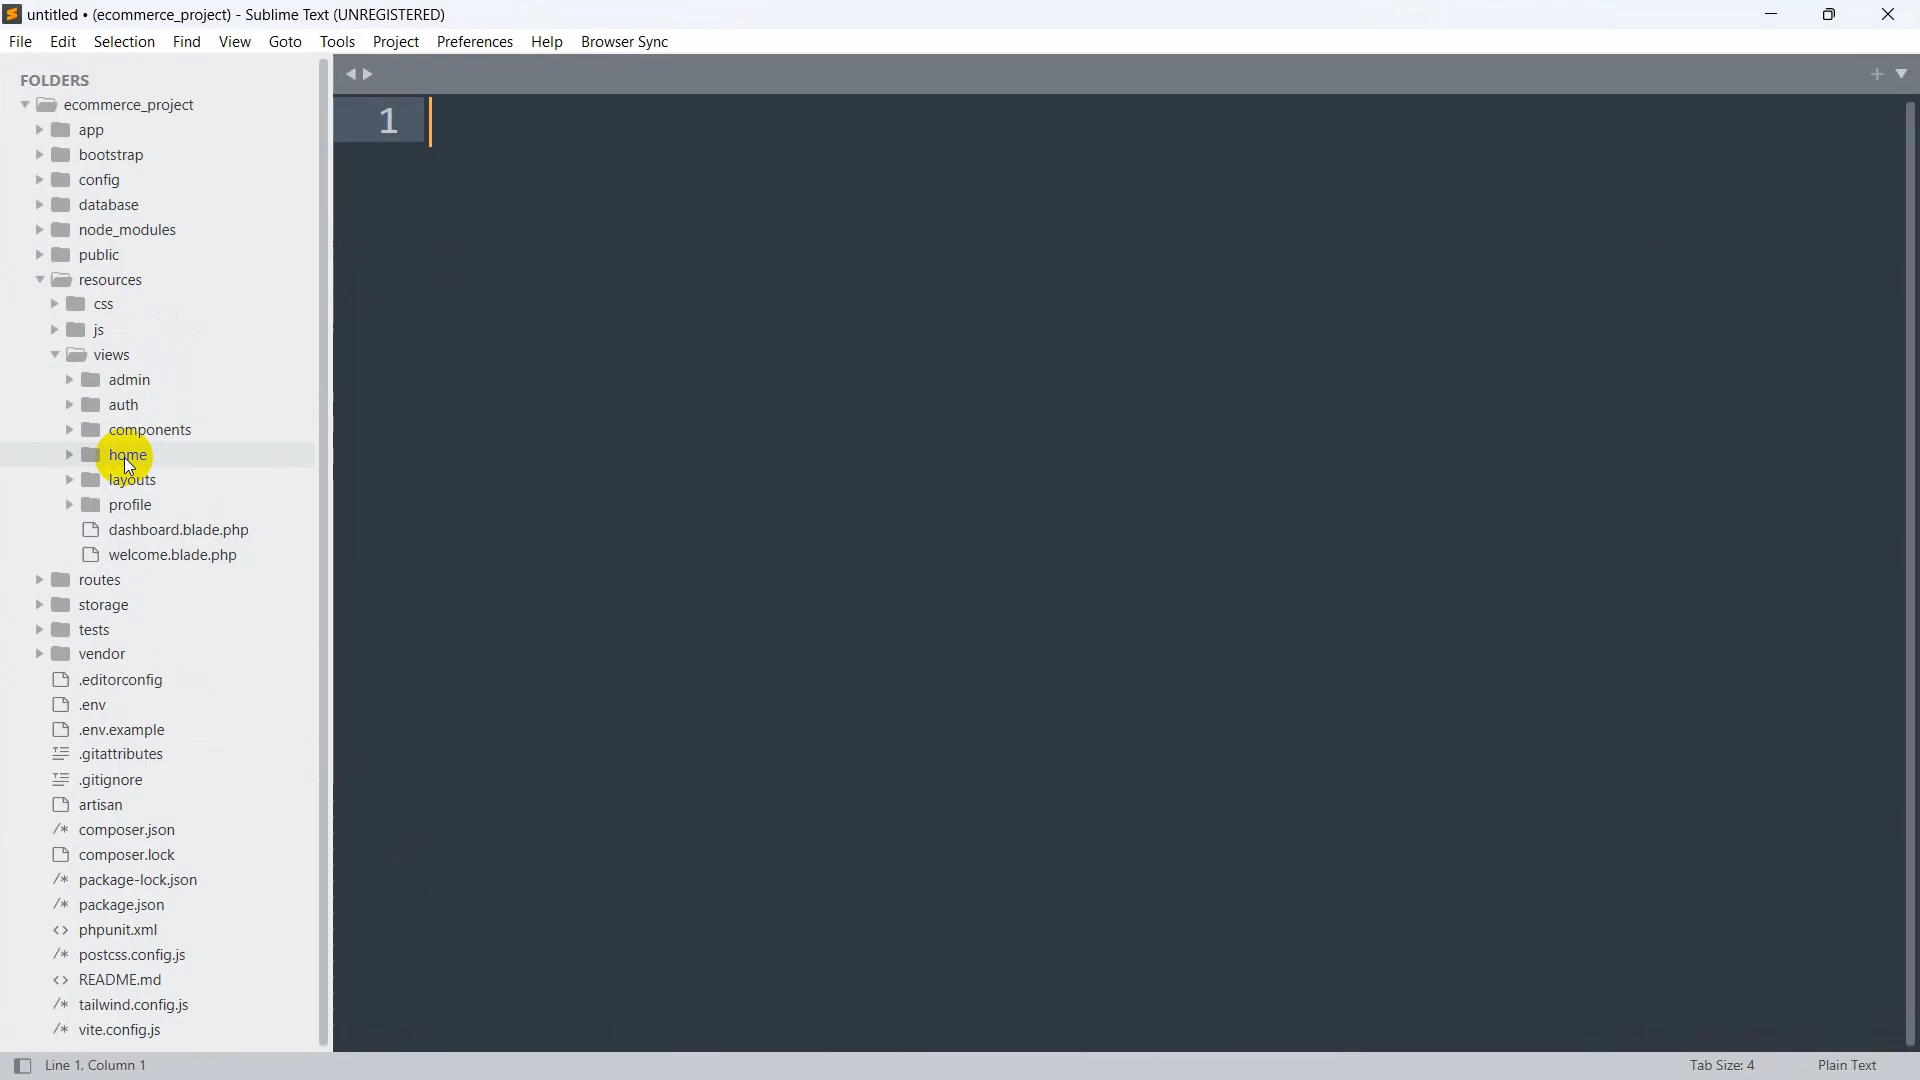 untitled • (ecommerce_project) - Sublime Text (UNREGISTERED)
File Edit Selection Find View Goto Tools Project Preferences Help Browser Sync
FOLDERS
ecommerce_project
app
bootstrap
config
database
node_modules
public
resources
css
js
views
admin
auth
components
home
layouts
profile
dashboard.blade.php
welcome.blade.php
routes
storage
tests
vendor
.editorconfig
.env
.env.example
.gitattributes
.gitignore
artisan
/* composer.json
composer.lock
/* package-lock.json
/* package.json
<> phpunit.xml
/* postcss.config.js
<> README.md
/* tailwind.config.js
/* vite.config.js
1
Line 1, Column 1
Tab Size: 4
Plain Text